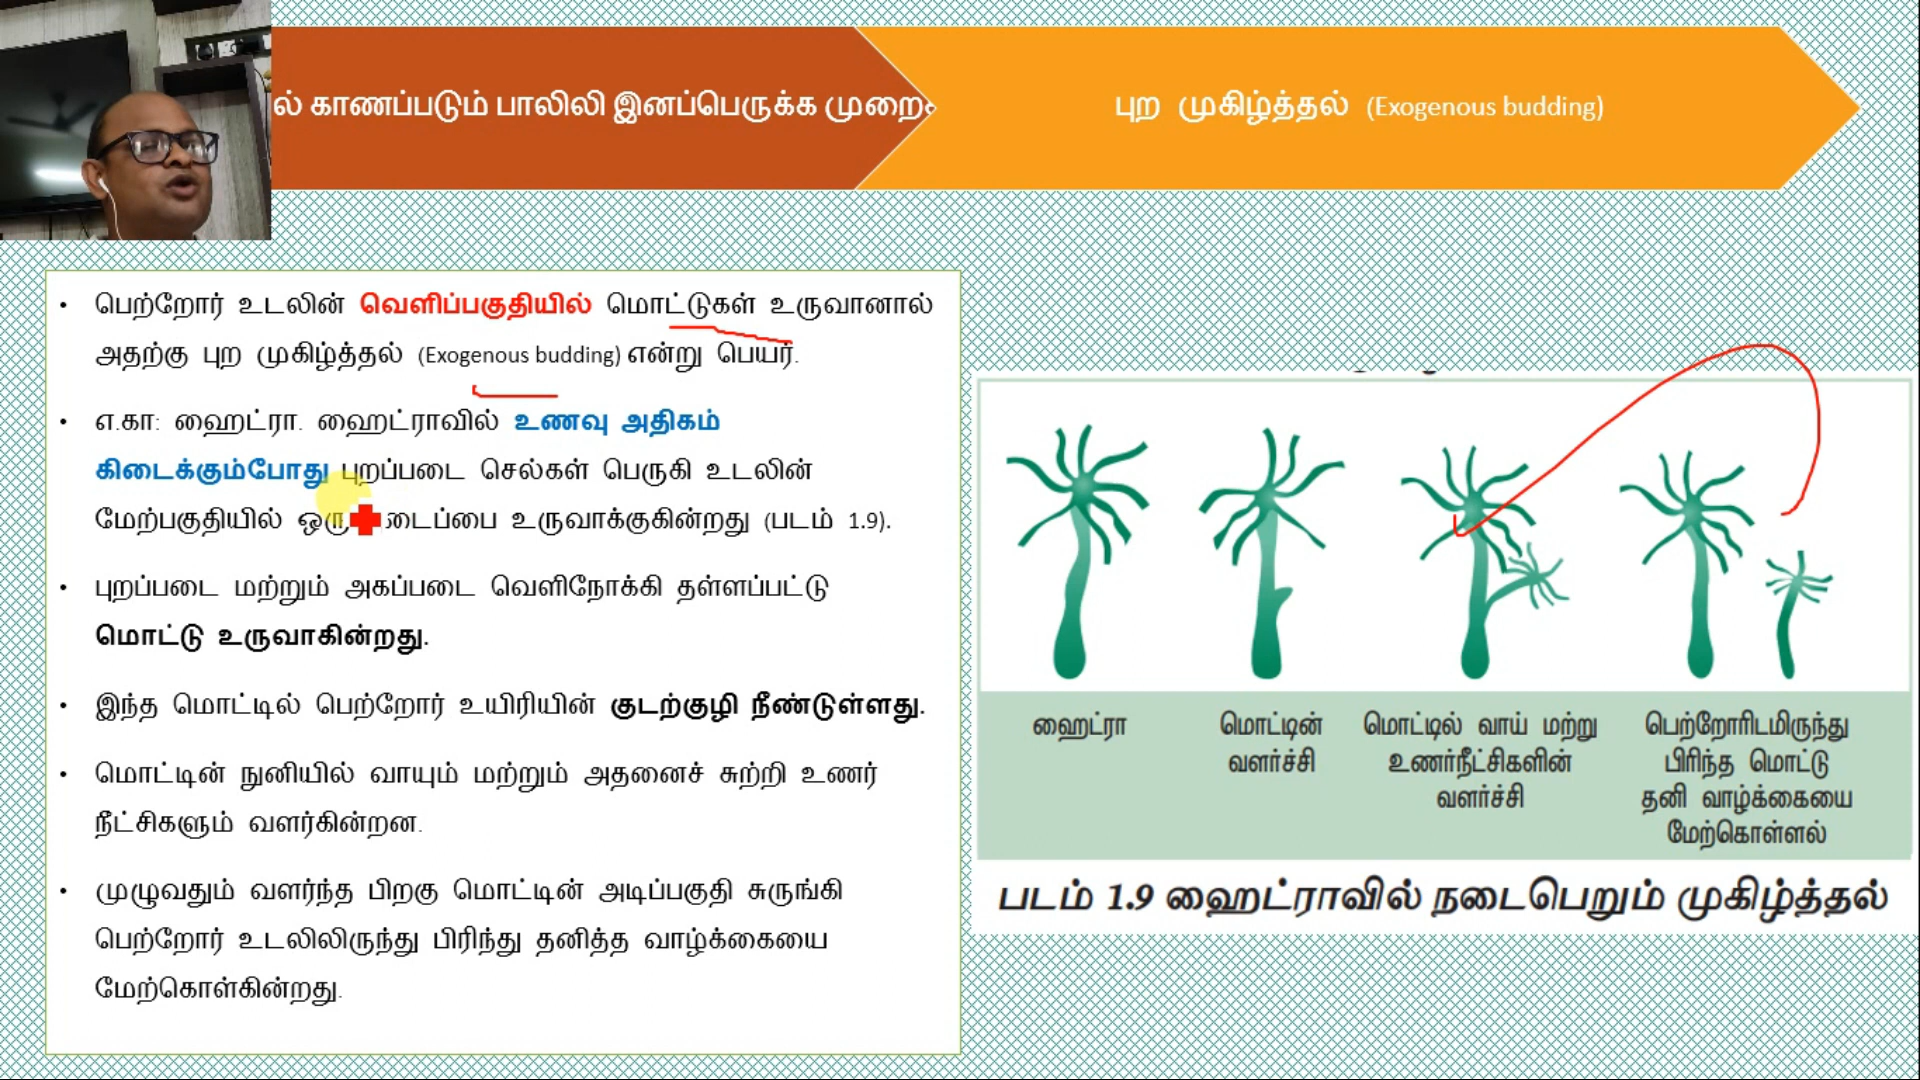 ல் காணப்படும் பாலிலி இனப்பெருக்க
புற முகிழ்த்தல் (Exogenous budding)
• பெற்றோர் உடலின் வெளிப்பகுதியில் மொட்டுகள் உருவானால்
அதற்கு புற முகிழ்த்தல் (Exogenous budding) என்று பெயர்.
• எ.கா: ஹைட்ரா. ஹைட்ராவில் உணவு அதிகம்
கிடைக்கும்போது புறப்படை செல்கள் பெருகி உடலின்
மேற்பகுதியில் ஒரு உருவாக்குகின்றது (படம் 1.9).
• புறப்படை மற்றும் அகப்படை வெளிநோக்கி தள்ளப்பட்டு
மொட்டு உருவாகின்றது.
• இந்த மொட்டில் பெற்றோர் உயிரியின் குடற்குழி நீண்டுள்ளது.
• மொட்டின் நுனியில் வாயும் மற்றும் அதனைச் சுற்றி உணர்
நீட்சிகளும் வளர்கின்றன.
• முழுவதும் வளர்ந்த பிறகு மொட்டின் அடிப்பகுதி சுருங்கி
பெற்றோர் உடலிலிருந்து பிரிந்து தனித்த வாழ்க்கையை
மேற்கொள்கின்றது.
ஹைட்ரா
மொட்டின்
வளர்ச்சி
மொட்டில் வாய் மற்று
உணர்நீட்சிகளின்
வளர்ச்சி
பெற்றோரிடமிருந்து
பிரிந்த மொட்டு
தனி வாழ்க்கையை
மேற்கொள்ளல்
படம் 1.9 ஹைட்ராவில் நடைபெறும் முகிழ்த்தல்